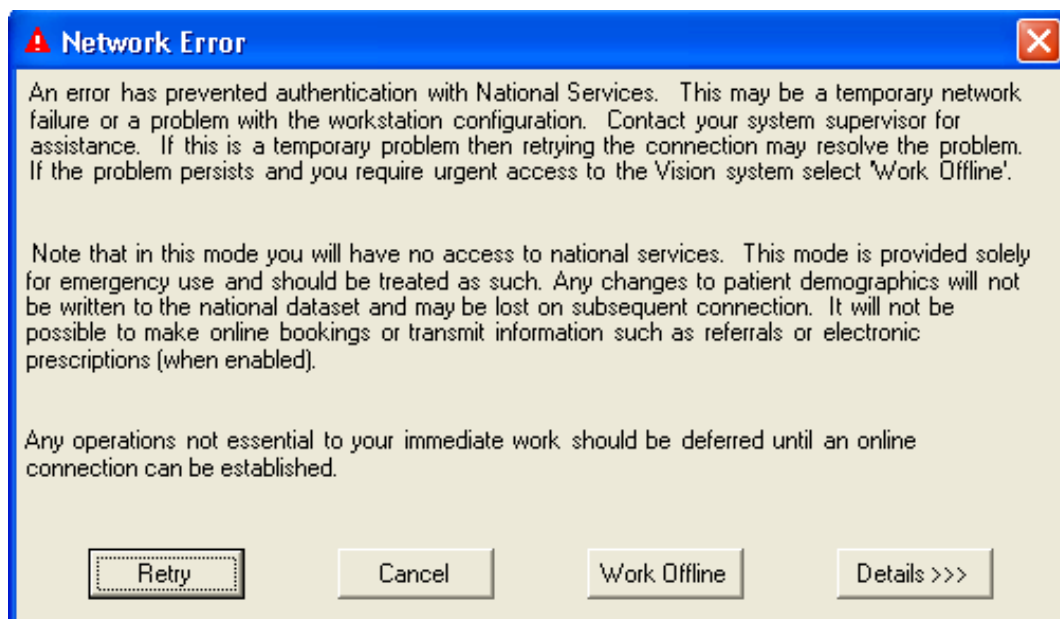 Network Error
An error has prevented authentication with National Services.  This may be a temporary network
failure or a problem with the workstation configuration.  Contact your system supervisor for
assistance.  If this is a temporary problem then retrying the connection may resolve the problem.
If the problem persists and you require urgent access to the Vision system select 'Work Offline'.
Note that in this mode you will have no access to national services.  This mode is provided solely
for emergency use and should be treated as such. Any changes to patient demographics will not
be written to the national dataset and may be lost on subsequent connection.  It will not be
possible to make online bookings or transmit information such as referrals or electronic
prescriptions (when enabled).
Any operations not essential to your immediate work should be deferred until an online
connection can be established.
Retry Cancel Work Offline Details >>>